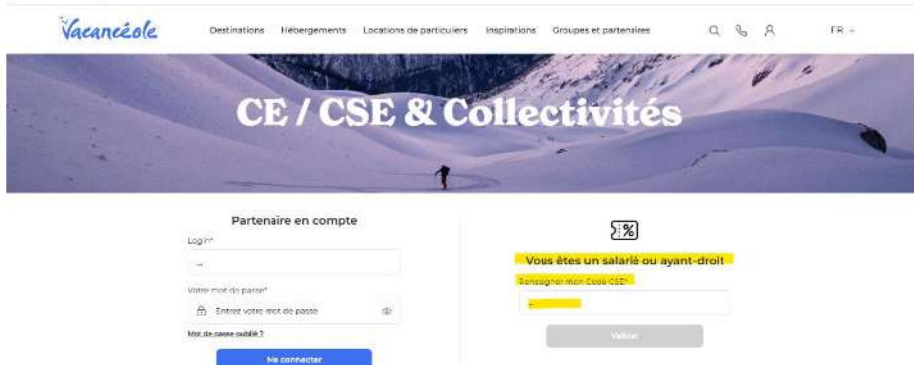 Vacancéole
Destinations Hébergements Locations de particuliers Inspirations Groupes et partenaires FR
CE / CSE & Collectivités
Partenaire en compte
Login*
Votre mot de passe*
Entrez votre mot de passe
Mot de passe oublié ?
Me connecter
%
Vous êtes un salarié ou ayant-droit
Renseigner mon Code CSE*
Valider